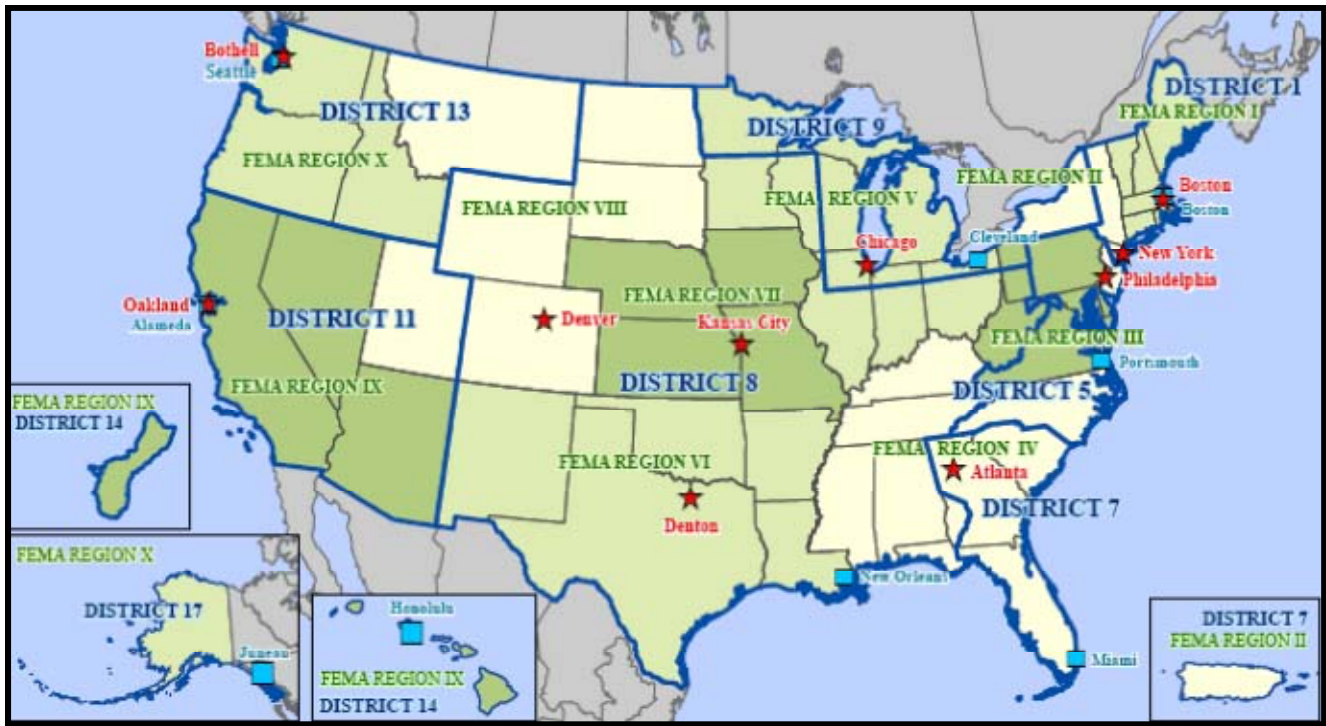 Bothell
Seattle
DISTRICT 13
FEMA REGION X
DISTRICT 9
DISTRICT 1
FEMA REGION I
FEMA REGION II
FEMA REGION VIII
FEMA REGION V
Boston
Boston
Chicago
Cleveland
New York
Philadelphia
Oakland
Alameda
DISTRICT 11
Denver
FEMA REGION VII
Kansas City
FEMA REGION III
Portsmouth
FEMA REGION IX
DISTRICT 8
DISTRICT 5
FEMA REGION IX
DISTRICT 14
FEMA REGION VI
FEMA REGION IV
Atlanta
Denton
DISTRICT 7
FEMA REGION X
DISTRICT 17
Juneau
Honolulu
FEMA REGION IX
DISTRICT 14
New Orleans
Miami
DISTRICT 7
FEMA REGION II